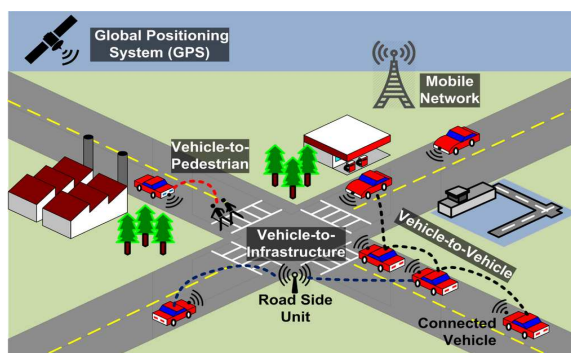 Global Positioning
System (GPS)
Mobile
Network
Vehicle-to-
Pedestrian
Vehicle-to-
Infrastructure
Vehicle-to-Vehicle
Road Side
Unit
Connected
Vehicle